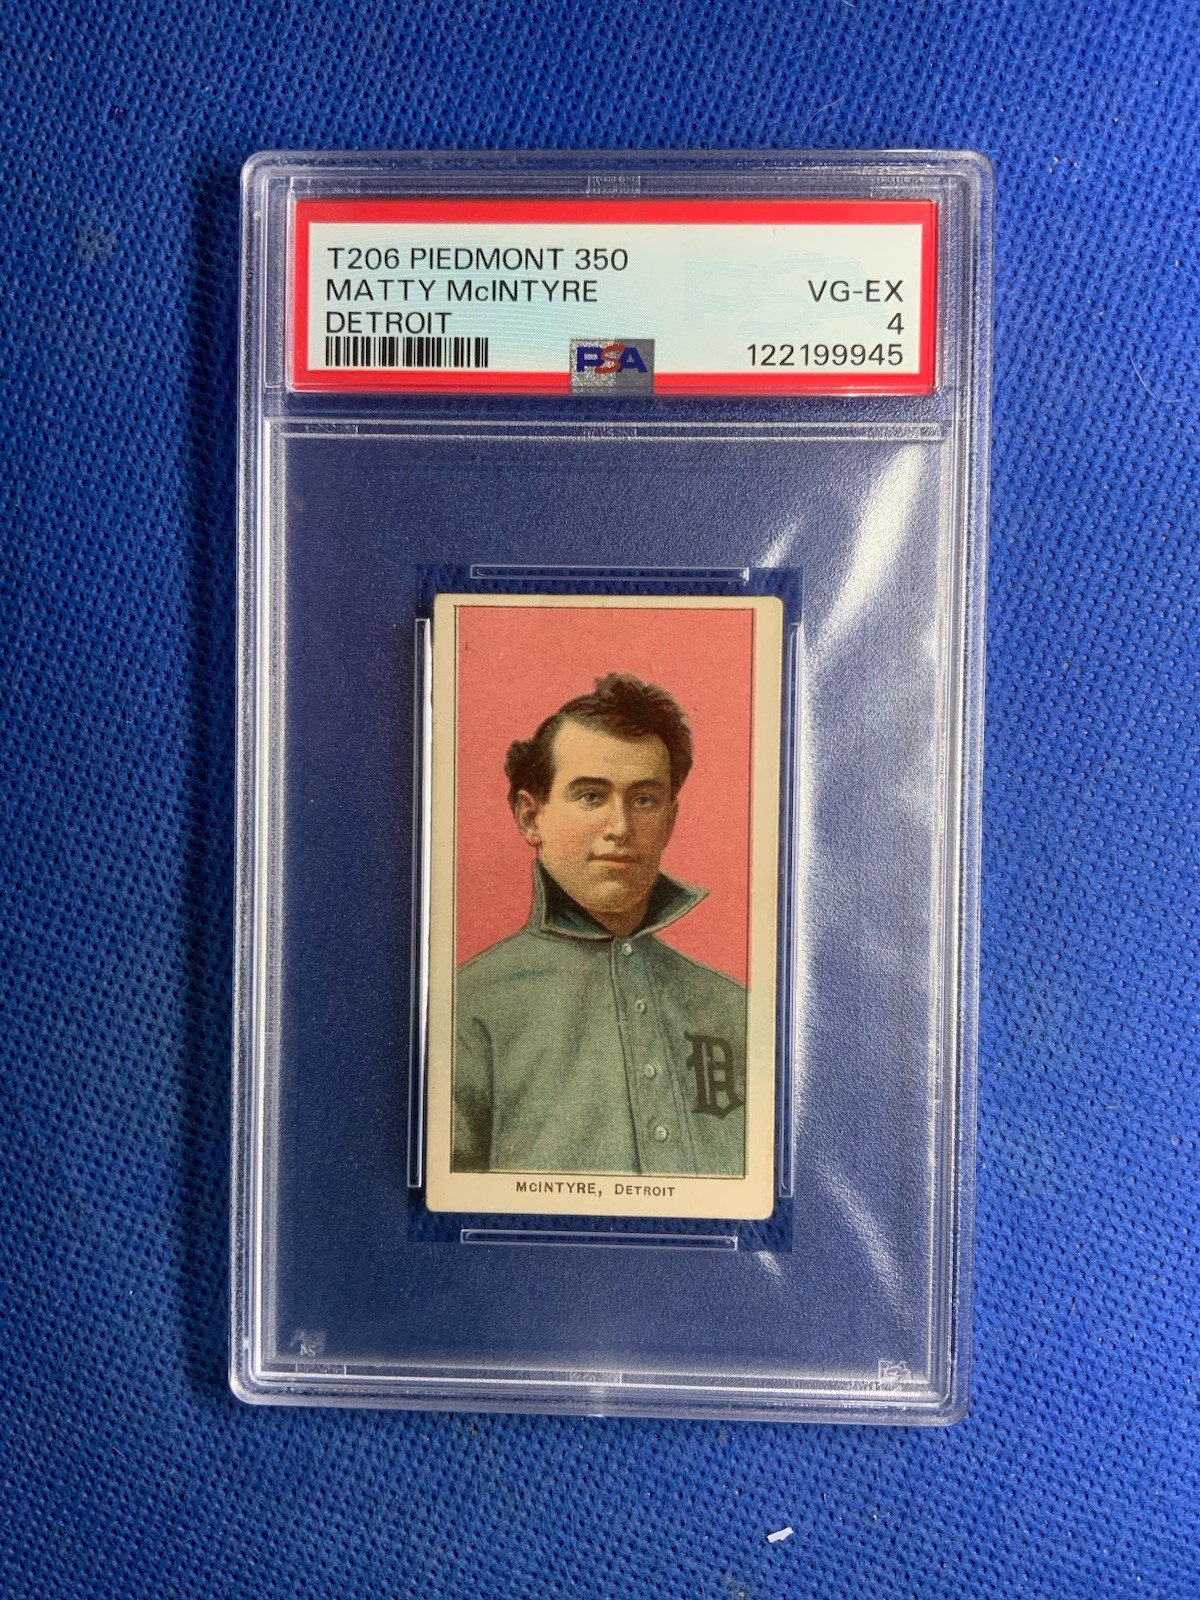 T206 PIEDMONT 350
MATTY McINTYRE VG-EX
DETROIT 4
PSA 122199945
D
McINTYRE, DETROIT